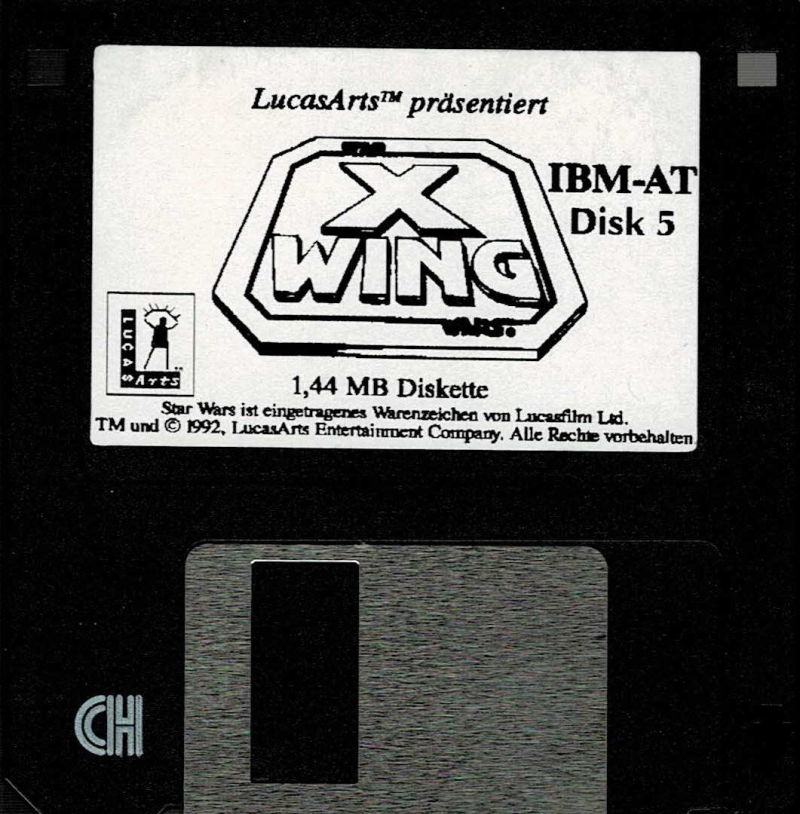 LucasArts™ präsentiert
STAR
X
WING
WARS®
IBM-AT
Disk 5
LUCAS Arts
1,44 MB Diskette
Star Wars ist eingetragenes Warenzeichen von Lucasfilm Ltd.
TM und © 1992, LucasArts Entertainment Company. Alle Rechte vorbehalten
CH